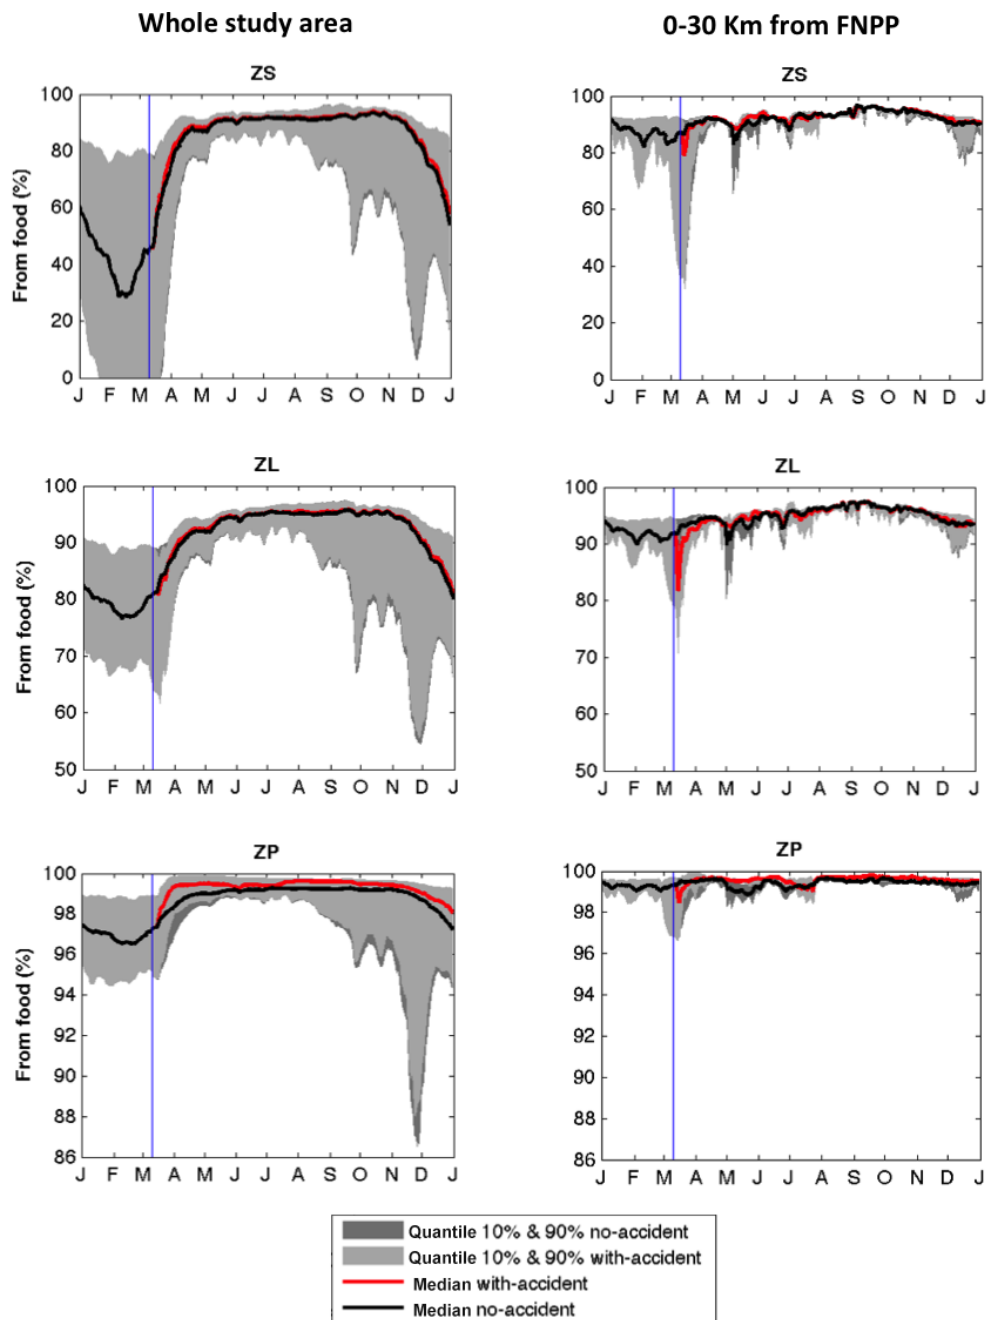 Whole study area
0-30 Km from FNPP
ZS
ZS
From food (%)
100
80
60
40
20
0
J F M A M J J A S O N D J
100
80
60
40
20
0
J F M A M J J A S O N D J
ZL
ZL
From food (%)
100
90
80
70
60
50
J F M A M J J A S O N D J
100
90
80
70
60
50
J F M A M J J A S O N D J
ZP
ZP
From food (%)
100
98
96
94
92
90
88
86
J F M A M J J A S O N D J
100
98
96
94
92
90
88
86
J F M A M J J A S O N D J
Quantile 10% & 90% no-accident
Quantile 10% & 90% with-accident
Median with-accident
Median no-accident